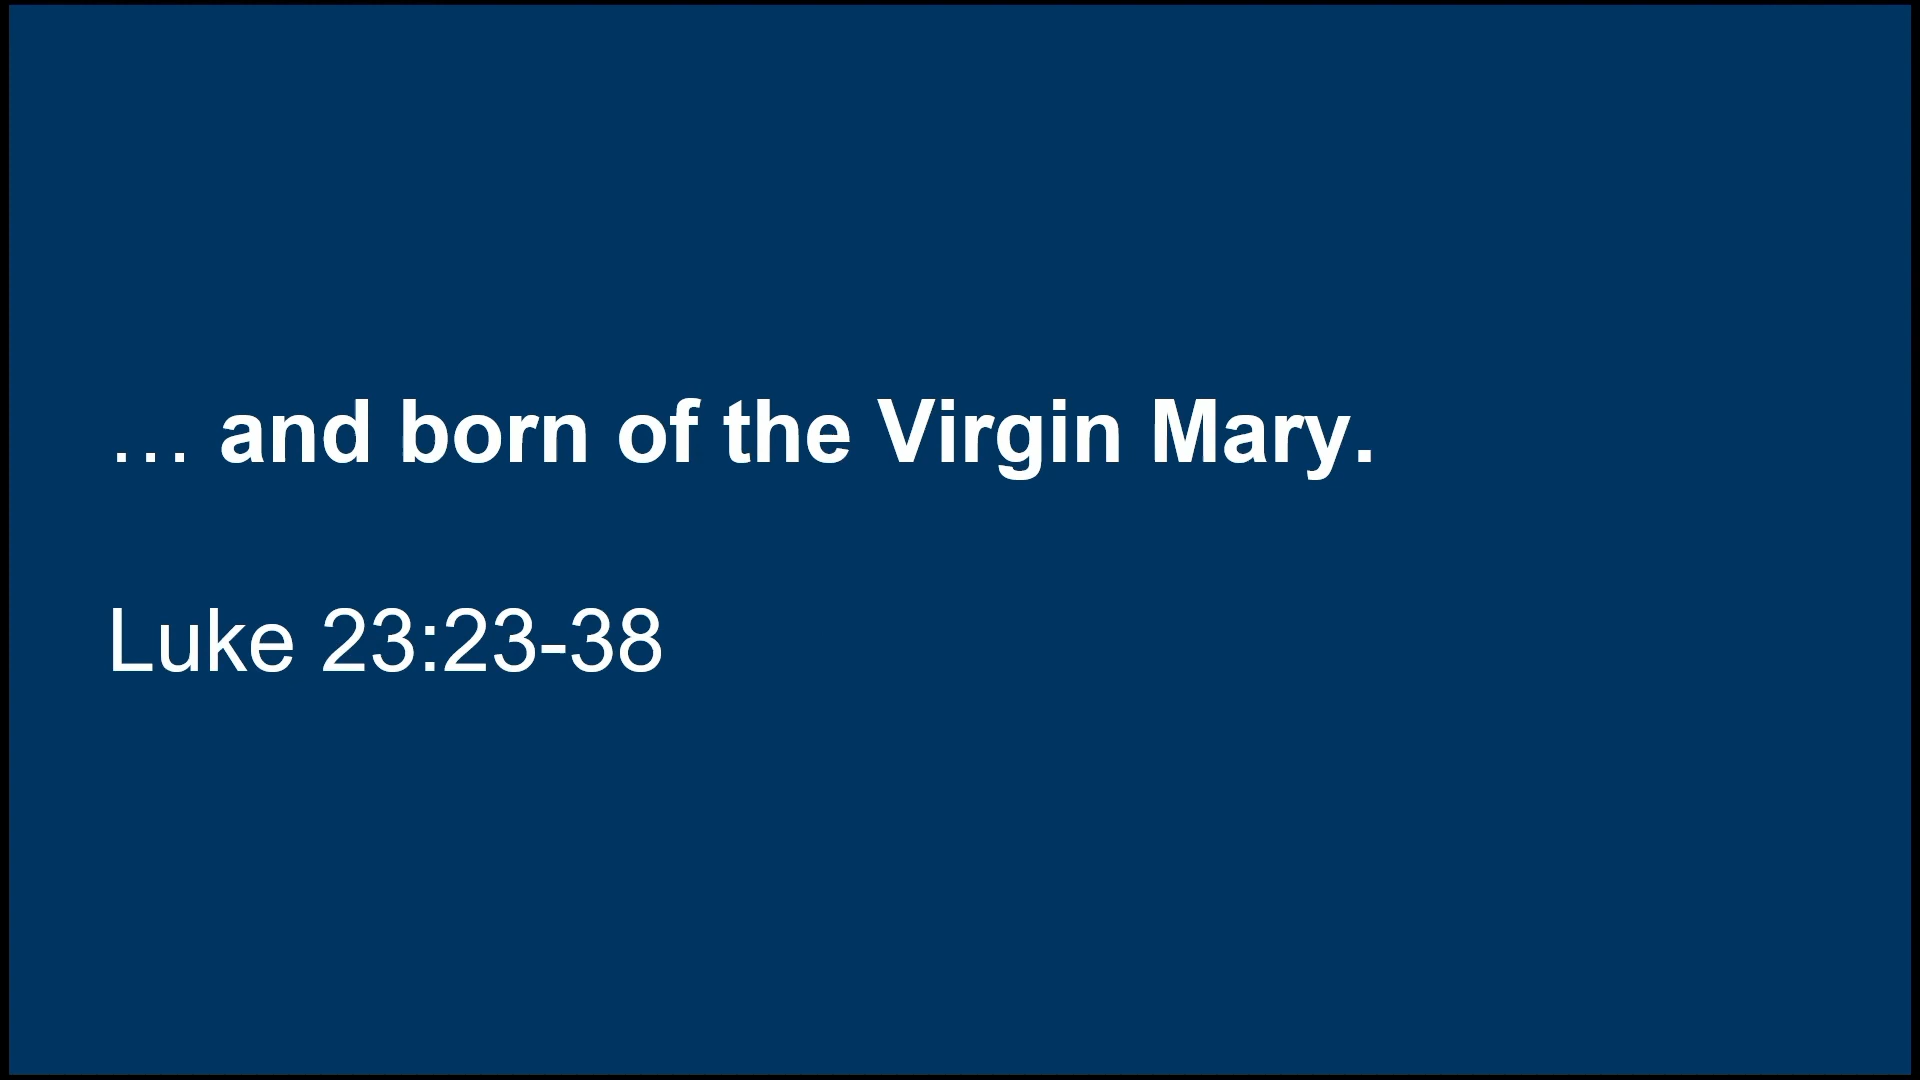 … and born of the Virgin Mary.
Luke 23:23-38